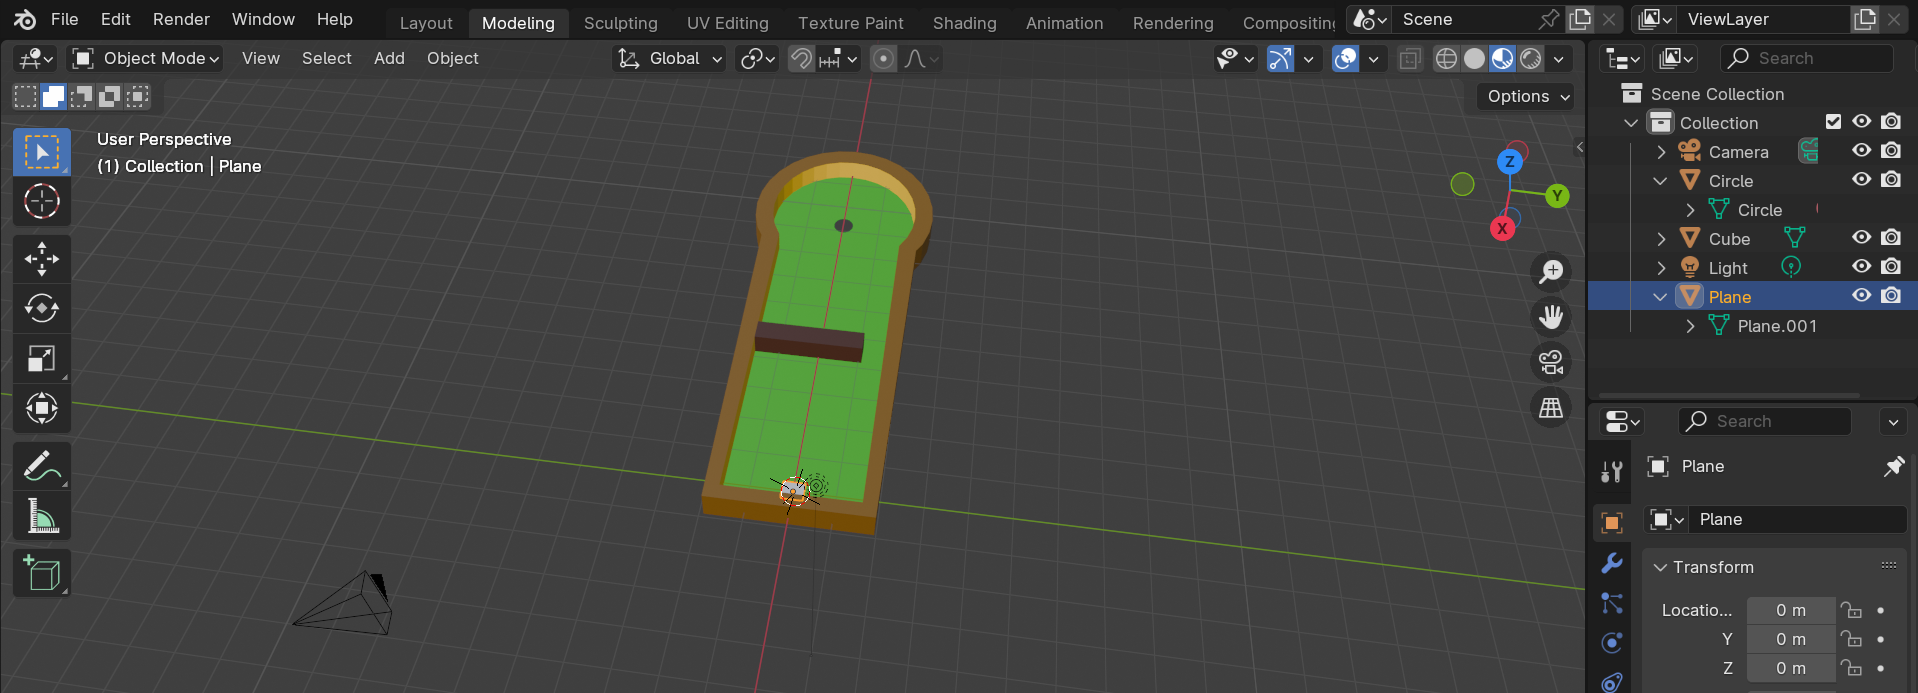 File Edit Render Window Help Layout Modeling Sculpting UV Editing Texture Paint Shading Animation Rendering Compositing Scene ViewLayer
Object Mode View Select Add Object Global Search
Options
User Perspective
(1) Collection | Plane
Z
Y
X
Scene Collection
Collection
Camera
Circle
Circle
Cube
Light
Plane
Plane.001
Search
Plane
Plane
Transform
Locatio... 0 m
Y 0 m
Z 0 m